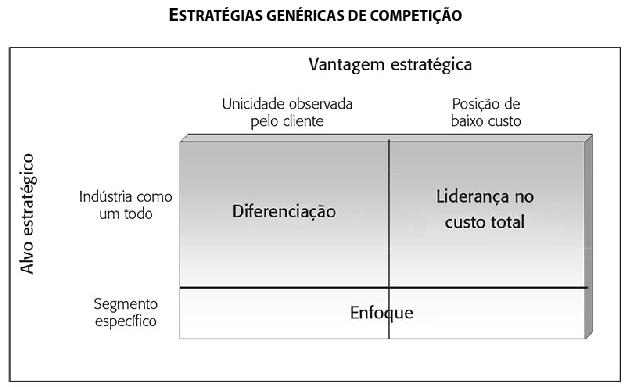 ESTRATÉGIAS GENÉRICAS DE COMPETIÇÃO
Vantagem estratégica
Unicidade observada
pelo cliente
Posição de
baixo custo
Alvo estratégico
Indústria como
um todo
Diferenciação
Liderança no
custo total
Segmento
específico
Enfoque